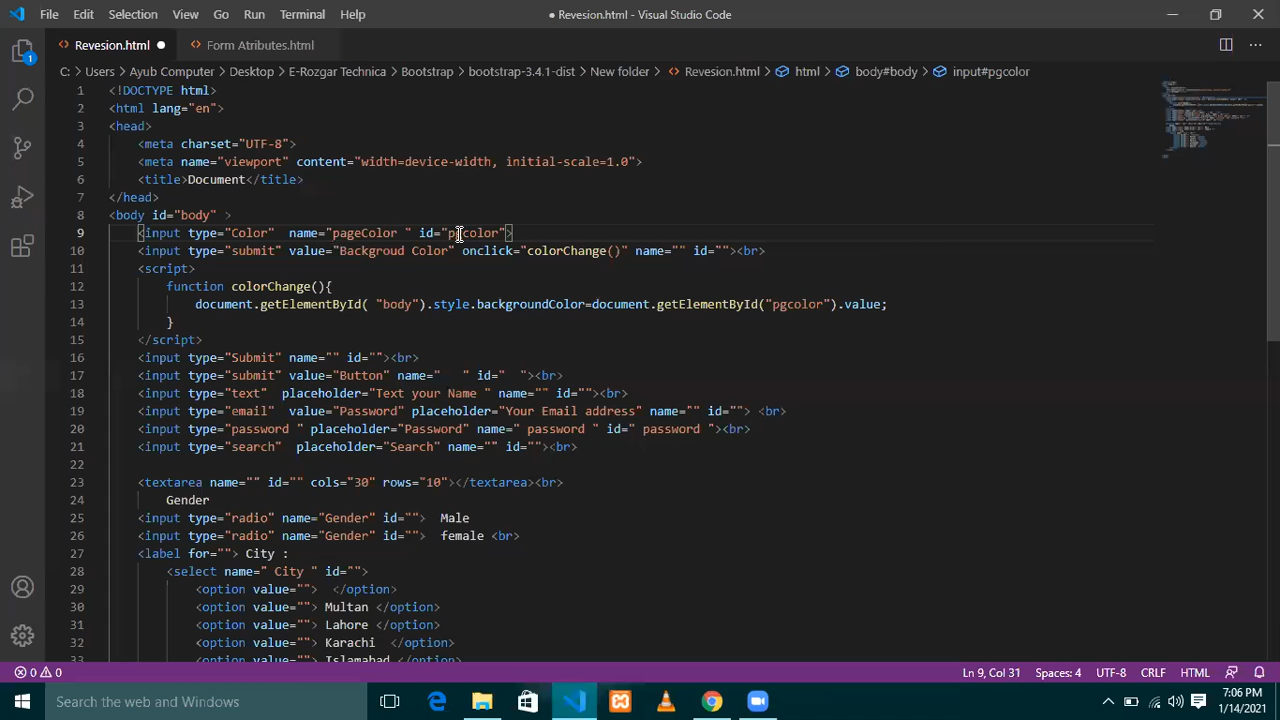 File Edit Selection View Go Run Terminal Help
● Revesion.html - Visual Studio Code
Revesion.html ●
Form Atributes.html
C: > Users > Ayub Computer > Desktop > E-Rozgar Technica > Bootstrap > bootstrap-3.4.1-dist > New folder > Revesion.html > html > body#body > input#pgcolor
1 <!DOCTYPE html>
2 <html lang="en">
3 <head>
4 <meta charset="UTF-8">
5 <meta name="viewport" content="width=device-width, initial-scale=1.0">
6 <title>Document</title>
7 </head>
8 <body id="body" >
9 <input type="Color"  name="pageColor " id="pgcolor">
10 <input type="submit" value="Backgroud Color" onclick="colorChange()" name="" id=""><br>
11 <script>
12 function colorChange(){
13 document.getElementById( "body").style.backgroundColor=document.getElementById("pgcolor").value;
14 }
15 </script>
16 <input type="Submit" name="" id=""><br>
17 <input type="submit" value="Button" name="   " id="  "><br>
18 <input type="text"  placeholder="Text your Name " name="" id=""><br>
19 <input type="email"  value="Password" placeholder="Your Email address" name="" id=""> <br>
20 <input type="password " placeholder="Password" name=" password " id=" password "><br>
21 <input type="search"  placeholder="Search" name="" id=""><br>
22
23 <textarea name="" id="" cols="30" rows="10"></textarea><br>
24 Gender
25 <input type="radio" name="Gender" id="">  Male
26 <input type="radio" name="Gender" id="">  female <br>
27 <label for=""> City :
28 <select name=" City " id="">
29 <option value="">  </option>
30 <option value=""> Multan </option>
31 <option value=""> Lahore </option>
32 <option value=""> Karachi  </option>
33 <option value=""> Islamabad </option>
0 0 Ln 9, Col 31 Spaces: 4 UTF-8 CRLF HTML
Search the web and Windows
7:06 PM
1/14/2021
1